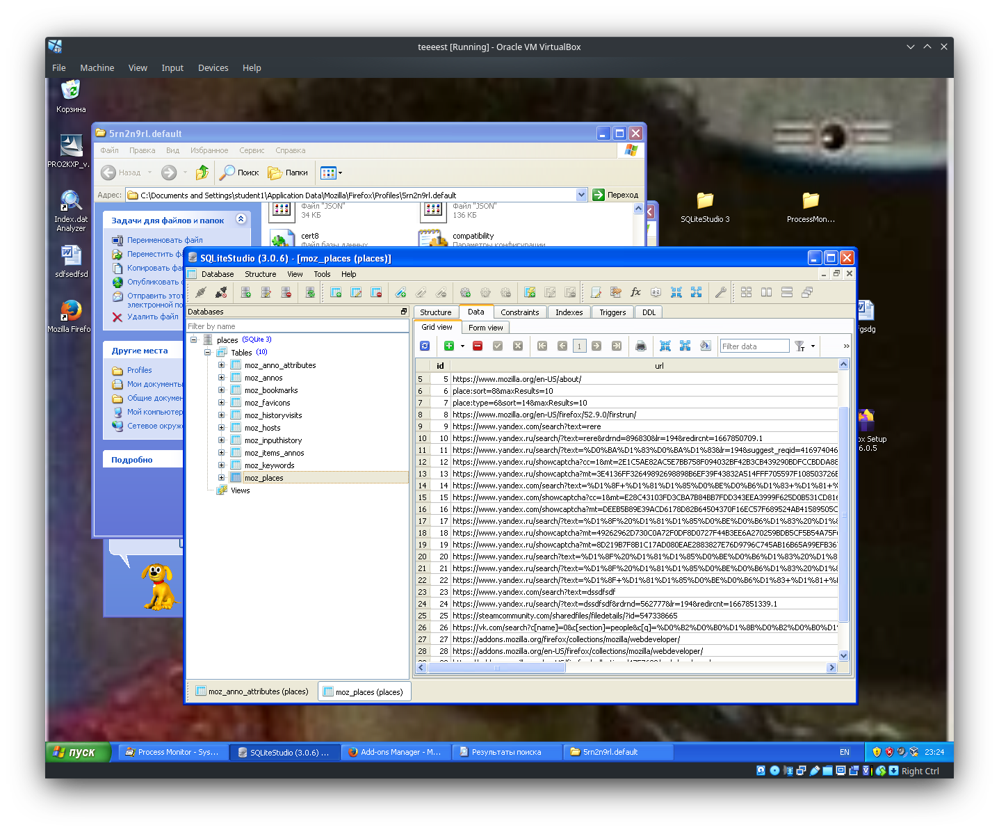 teeeest [Running] - Oracle VM VirtualBox
File Machine View Input Devices Help
Корзина
PRO2KXP_v.
Index.dat
Analyzer
sdfsedfsd
Mozilla Firefo
SQLiteStudio 3
ProcessMon...
fgsdg
ox Setup
6.0.5
5rn2n9rl.default
Файл Правка Вид Избранное Сервис Справка
Назад Поиск Папки
Адрес: C:\Documents and Settings\student1\Application Data\Mozilla\Firefox\Profiles\5rn2n9rl.default Переход
Задачи для файлов и папок
Переименовать файл
Переместить фа
Копировать фа
Опубликовать
Отправить этот
электронной по
Удалить файл
Другие места
Profiles
Мои документы
Общие докумен
Мой компьютер
Сетевое окруже
Подробно
Файл "JSON"
34 КБ
Файл "JSON"
136 КБ
cert8
Файл базы данных
compatibility
Параметры конфигурации
SQLiteStudio (3.0.6) - [moz_places (places)]
Database Structure View Tools Help
Databases
Filter by name
places (SQLite 3)
Tables (10)
moz_anno_attributes
moz_annos
moz_bookmarks
moz_favicons
moz_historyvisits
moz_hosts
moz_inputhistory
moz_items_annos
moz_keywords
moz_places
Views
Structure Data Constraints Indexes Triggers DDL
Grid view Form view
1 Filter data »
id url
5 5 https://www.mozilla.org/en-US/about/
6 6 place:sort=8&maxResults=10
7 7 place:type=6&sort=14&maxResults=10
8 8 https://www.mozilla.org/en-US/firefox/52.9.0/firstrun/
9 9 https://www.yandex.com/search?text=rere
10 10 https://www.yandex.ru/search/?text=rere&rdrnd=896830&lr=194&redircnt=1667850709.1
11 11 https://www.yandex.ru/search/?text=%D0%BA%D1%83%D0%BA%D1%83&lr=194&suggest_reqid=416974046
12 12 https://www.yandex.ru/showcaptcha?cc=1&mt=2E1C5AE82AC5E7BB758F094032BF42B3CB439290BDFCCBDDA88
13 13 https://www.yandex.ru/showcaptcha?mt=3E4136FF32649892698898B6EF39F43832A514FFF705597F108503726E
14 14 https://www.yandex.com/search?text=%D1%8F+%D1%81%D1%85%D0%BE%D0%B6%D1%83+%D1%81+%
15 15 https://www.yandex.com/showcaptcha?cc=1&mt=E28C43103FD3CBA7B84BB7FDD343EEA3999F625D0B531CD816
16 16 https://www.yandex.com/showcaptcha?mt=DEEB5B89E39ACD6178D82B64504370F16EC57F689524AB41589505C
17 17 https://www.yandex.ru/search/?text=%D1%8F%20%D1%81%D1%85%D0%BE%D0%B6%D1%83%20%D1%8
18 18 https://www.yandex.ru/showcaptcha?mt=49262962D730C0A72F0DF8D0727F44B3EE6A270259BDB5CF5B54A75F
19 19 https://www.yandex.ru/showcaptcha?mt=8D219B7F8B1C17AD080EAE2883827E76D9796C745AB16B65A99EFB367
20 20 https://www.yandex.ru/search?text=%D1%8F%20%D1%81%D1%85%D0%BE%D0%B6%D1%83%20%D1%8
21 21 https://www.yandex.ru/search/?text=%D1%8F%20%D1%81%D1%85%D0%BE%D0%B6%D1%83%20%D1%8
22 22 https://www.yandex.ru/search/?text=%D1%8F+%D1%81%D1%85%D0%BE%D0%B6%D1%83+%D1%81+%
23 23 https://www.yandex.com/search?text=dssdfsdf
24 24 https://www.yandex.ru/search/?text=dssdfsdf&rdrnd=562777&lr=194&redircnt=1667851339.1
25 25 https://steamcommunity.com/sharedfiles/filedetails/?id=547338665
26 26 https://vk.com/search?c[name]=0&c[section]=people&c[q]=%D0%B2%D0%B0%D1%8B%D0%B2%D0%B0%D1
27 27 https://addons.mozilla.org/firefox/collections/mozilla/webdeveloper/
28 28 https://addons.mozilla.org/en-US/firefox/collections/mozilla/webdeveloper/
moz_anno_attributes (places) moz_places (places)
пуск Process Monitor - Sys... SQLiteStudio (3.0.6) ... Add-ons Manager - M... Результаты поиска 5rn2n9rl.default EN 23:24
Right Ctrl